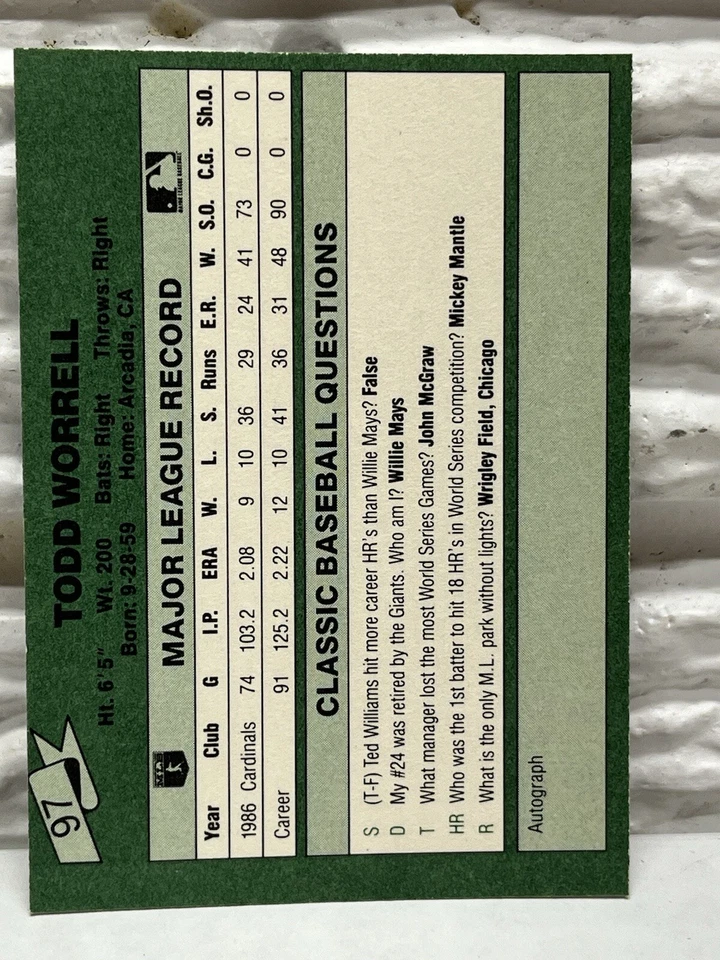 97
TODD WORRELL
Ht. 6'5" Wt. 200 Bats: Right Throws: Right
Born: 9-28-59 Home: Arcadia, CA
MAJOR LEAGUE RECORD
MAJOR LEAGUE BASEBALL
Year Club G I.P. ERA W. L. S. Runs E.R. W. S.O. C.G. Sh.O.
1986 Cardinals 74 103.2 2.08 9 10 36 29 24 41 73 0 0
Career 91 125.2 2.22 12 10 41 36 31 48 90 0 0
CLASSIC BASEBALL QUESTIONS
S (T-F) Ted Williams hit more career HR's than Willie Mays? False
D My #24 was retired by the Giants. Who am I? Willie Mays
T What manager lost the most World Series Games? John McGraw
HR Who was the 1st batter to hit 18 HR's in World Series competition? Mickey Mantle
R What is the only M.L. park without lights? Wrigley Field, Chicago
Autograph